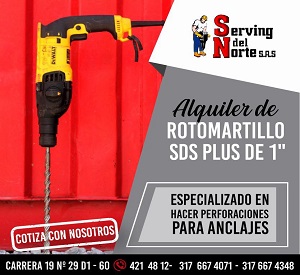 Serving
del
Norte S.A.S
DEWALT
Alquiler de
ROTOMARTILLO
SDS PLUS DE 1"
ESPECIALIZADO EN
HACER PERFORACIONES
PARA ANCLAJES
COTIZA CON NOSOTROS
CARRERA 19 Nº 29 D1 - 60
421 48 12- 317 667 4071 - 317 667 4348